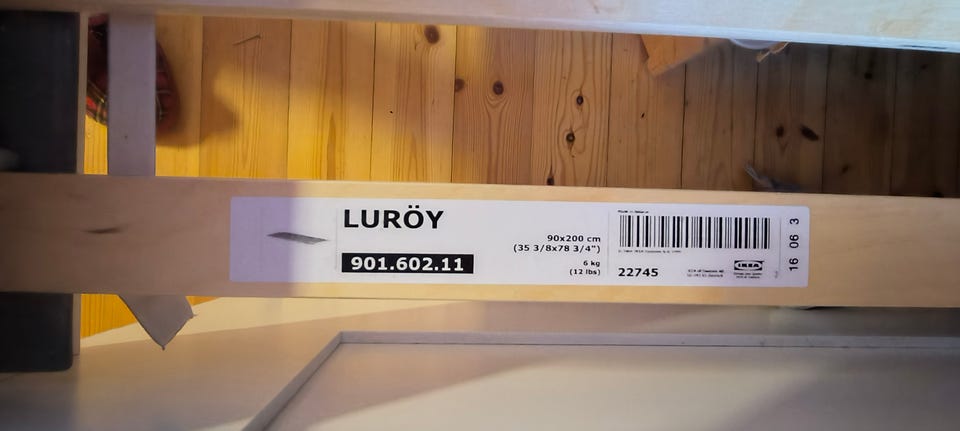 LURÖY
901.602.11
90x200 cm
(35 3/8x78 3/4")
6 kg
(12 lbs)
22745
IKEA
16 06 3